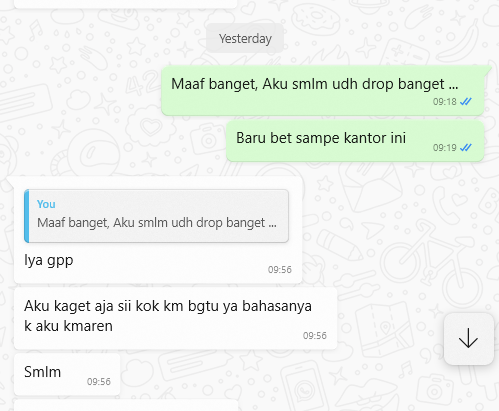 Yesterday
Maaf banget, Aku smlm udh drop banget ...
09:18
Baru bet sampe kantor ini
09:19
You
Maaf banget, Aku smlm udh drop banget ...
Iya gpp
09:56
Aku kaget aja sii kok km bgtu ya bahasanya
k aku kmaren
09:56
Smlm
09:56